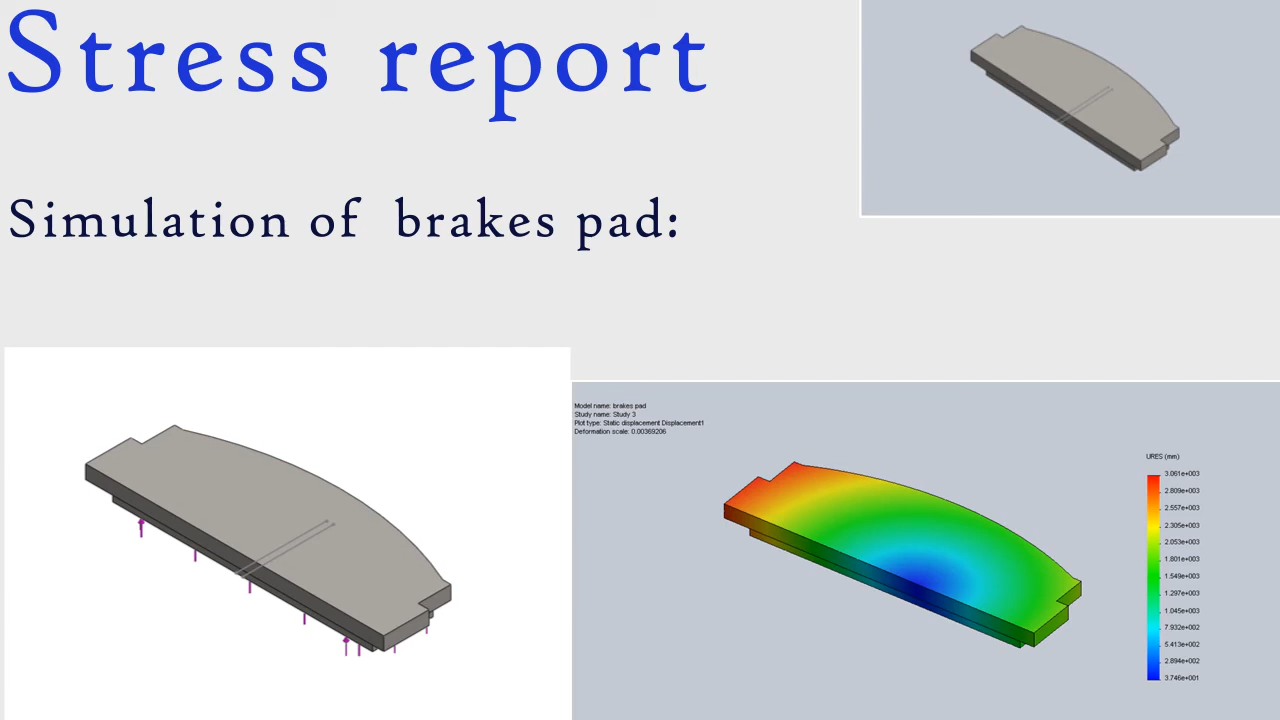 Stress report
Simulation of brakes pad:
Model name: brakes pad
Study name: Study 3
Plot type: Static displacement Displacement1
Deformation scale: 0.00369206
URES (mm)
3.061e+003
2.809e+003
2.557e+003
2.305e+003
2.053e+003
1.801e+003
1.549e+003
1.297e+003
1.045e+003
7.932e+002
5.413e+002
2.894e+002
3.746e+001